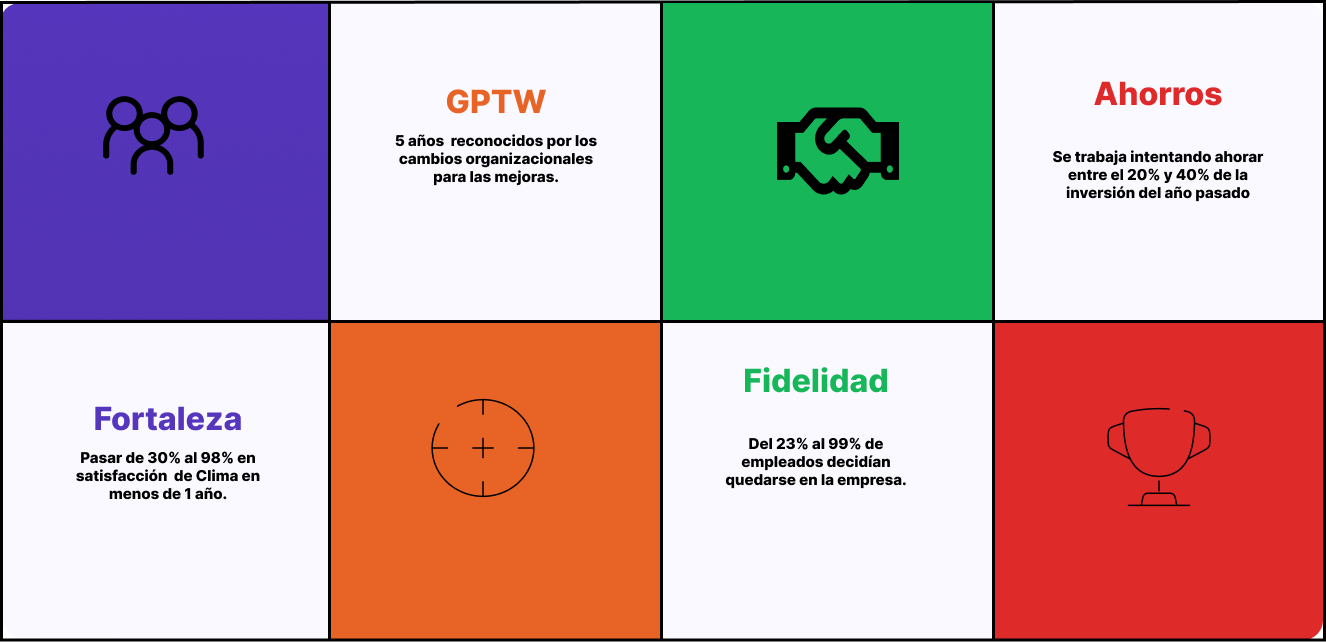 GPTW
5 años  reconocidos por los
cambios organizacionales
para las mejoras.
Ahorros
Se trabaja intentando ahorar
entre el 20% y 40% de la
inversión del año pasado
Fortaleza
Pasar de 30% al 98% en
satisfacción  de Clima en
menos de 1 año.
Fidelidad
Del 23% al 99% de
empleados decidían
quedarse en la empresa.